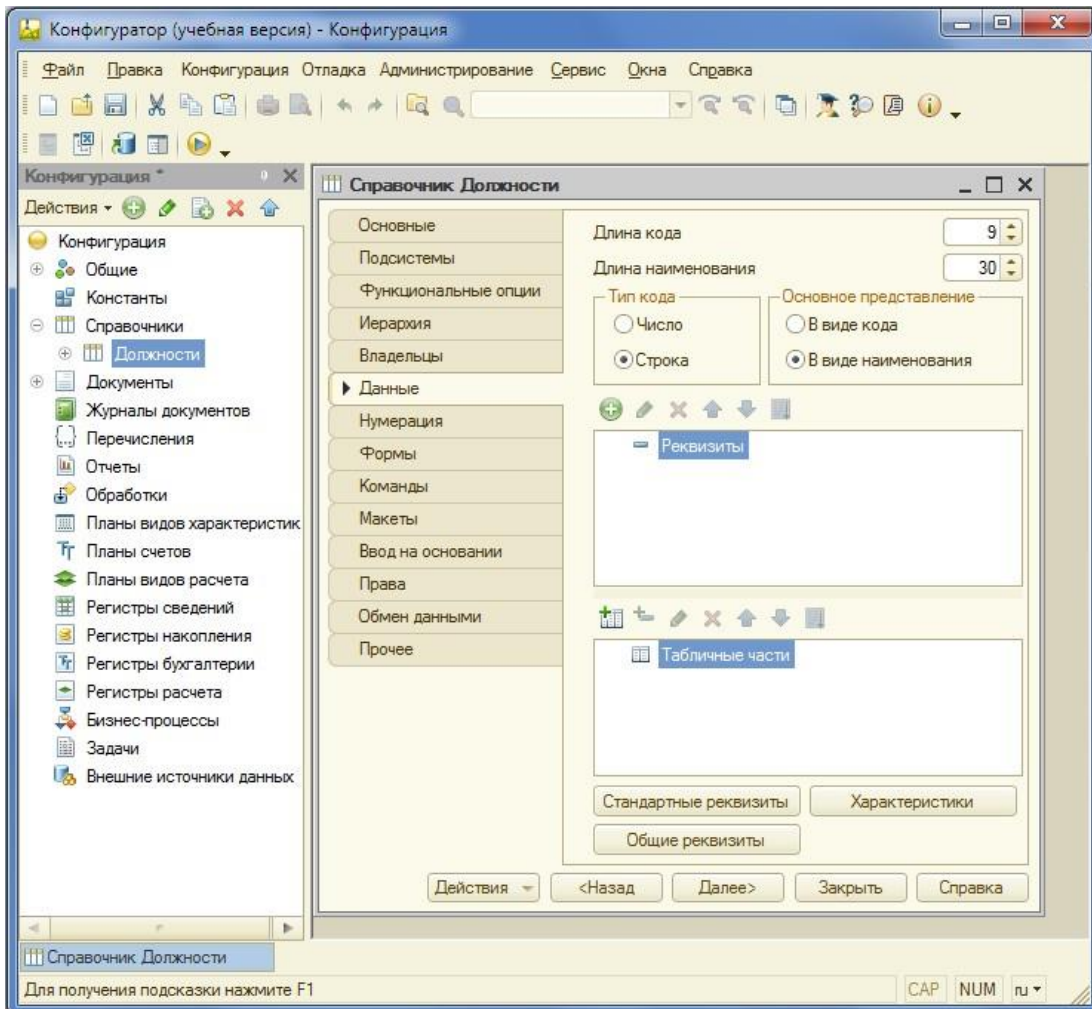 Конфигуратор (учебная версия) - Конфигурация
Файл Правка Конфигурация Отладка Администрирование Сервис Окна Справка
Конфигурация *
Действия
Конфигурация
Общие
Константы
Справочники
Должности
Документы
Журналы документов
Перечисления
Отчеты
Обработки
Планы видов характеристик
Планы счетов
Планы видов расчета
Регистры сведений
Регистры накопления
Регистры бухгалтерии
Регистры расчета
Бизнес-процессы
Задачи
Внешние источники данных
Справочник Должности
Основные
Подсистемы
Функциональные опции
Иерархия
Владельцы
Данные
Нумерация
Формы
Команды
Макеты
Ввод на основании
Права
Обмен данными
Прочее
Длина кода 9
Длина наименования 30
Тип кода
Число
Строка
Основное представление
В виде кода
В виде наименования
Реквизиты
Табличные части
Стандартные реквизиты Характеристики
Общие реквизиты
Действия <Назад Далее> Закрыть Справка
Справочник Должности
Для получения подсказки нажмите F1 CAP NUM ru